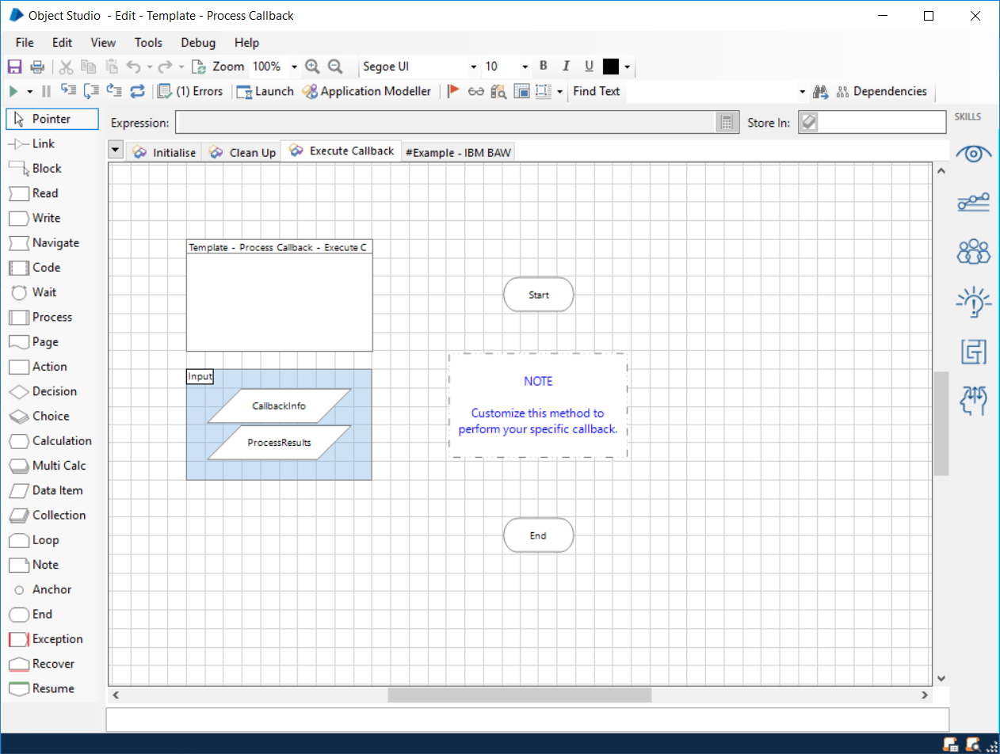 Object Studio - Edit - Template - Process Callback
File Edit View Tools Debug Help
Zoom 100% Segoe UI 10 B I U
(1) Errors Launch Application Modeller Find Text Dependencies
Pointer
Link
Block
Read
Write
Navigate
Code
Wait
Process
Page
Action
Decision
Choice
Calculation
Multi Calc
Data Item
Collection
Loop
Note
Anchor
End
Exception
Recover
Resume
Expression: Store In:
Initialise Clean Up Execute Callback #Example - IBM BAW
Template - Process Callback - Execute C
Input
CallbackInfo
ProcessResults
Start
NOTE
Customize this method to
perform your specific callback.
End
SKILLS